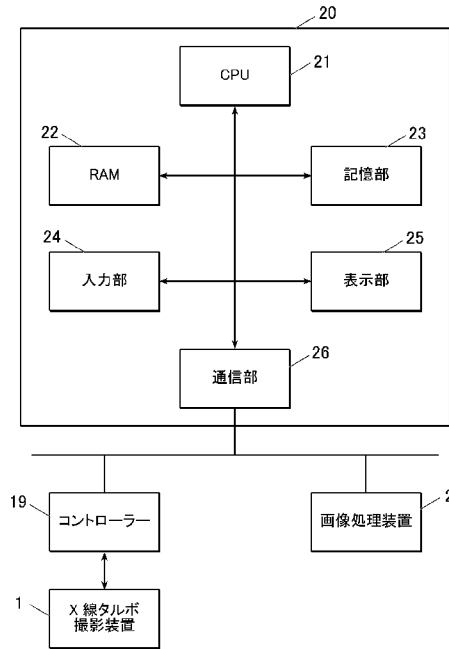 20
CPU
21
22
RAM
23
記憶部
24
入力部
25
表示部
26
通信部
19
コントローラー
2
画像処理装置
1
X 線タルボ
撮影装置